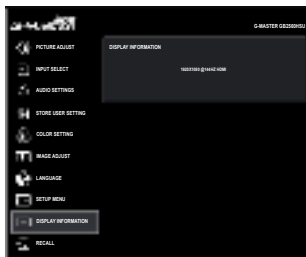 G-MASTER GB2560HSU
PICTURE ADJUST
DISPLAY INFORMATION
INPUT SELECT
1920X1080 @144HZ HDMI
AUDIO SETTINGS
STORE USER SETTING
COLOR SETTING
IMAGE ADJUST
LANGUAGE
SETUP MENU
DISPLAY INFORMATION
RECALL